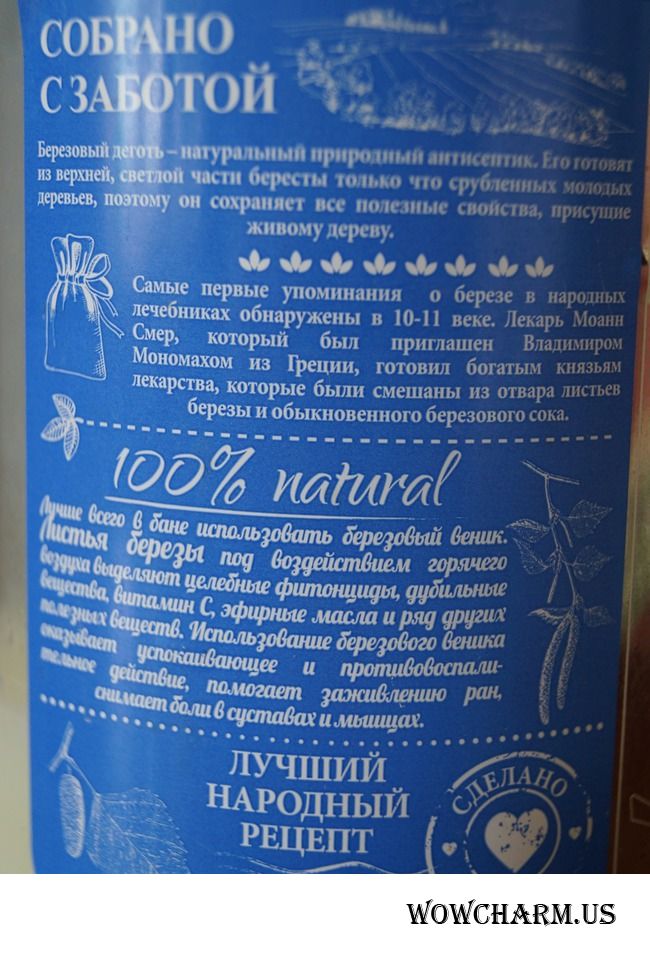 СОБРАНО
С ЗАБОТОЙ
Березовый деготь – натуральный природный антисептик. Его готовят
из верхней, светлой части бересты только что срубленных молодых
деревьев, поэтому он сохраняет все полезные свойства, присущие
живому дереву.
Самые первые упоминания о березе в народных
лечебниках обнаружены в 10-11 веке. Лекарь Моанн
Смер, который был приглашен Владимиром
Мономахом из Греции, готовил богатым князьям
лекарства, которые были смешаны из отвара листьев
березы и обыкновенного березового сока.
100% natural
Лучше всего в бане использовать березовый веник.
Листья березы под воздействием горячего
воздуха выделяют целебные фитонциды, дубильные
вещества, витамин С, эфирные масла и ряд других
полезных веществ. Использование березового веника
оказывает успокаивающее и противовоспали-
тельное действие, помогает заживлению ран,
снимает боли в суставах и мышцах.
ЛУЧШИЙ
НАРОДНЫЙ
РЕЦЕПТ
СДЕЛАНО
WOWCHARM.US